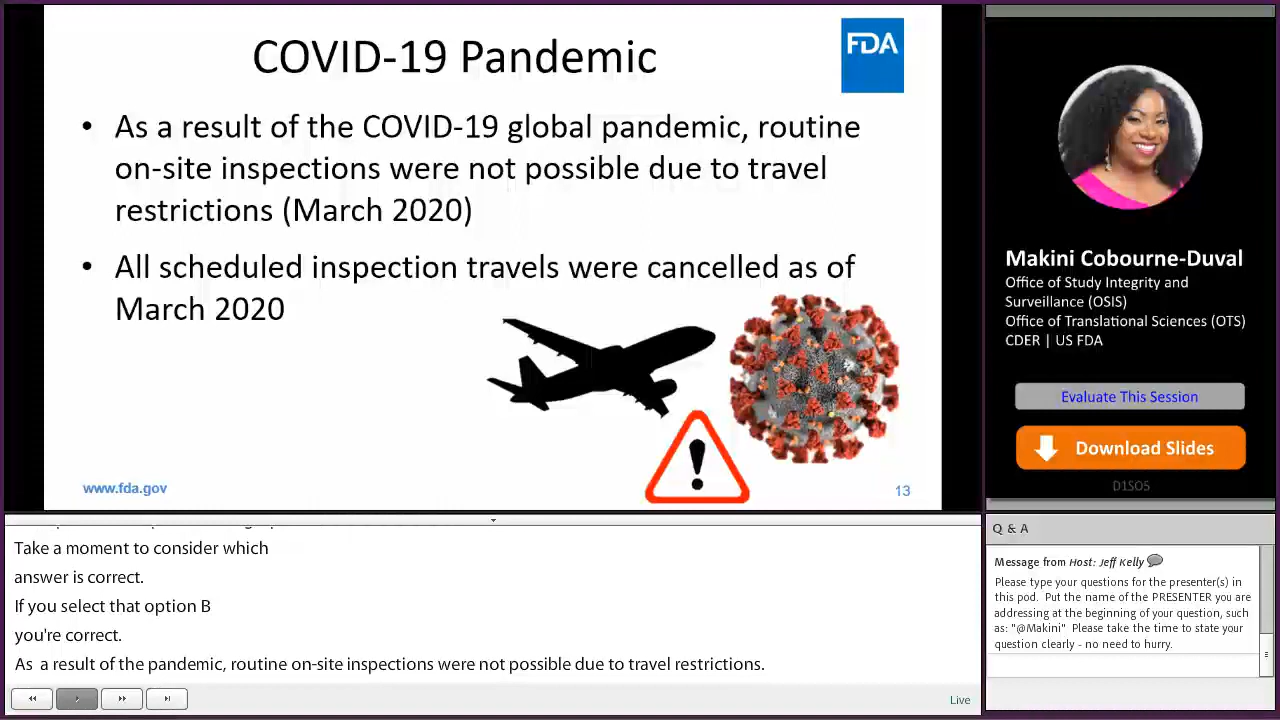 COVID-19 Pandemic
FDA
• As a result of the COVID-19 global pandemic, routine
on-site inspections were not possible due to travel
restrictions (March 2020)
• All scheduled inspection travels were cancelled as of
March 2020
www.fda.gov
13
Makini Cobourne-Duval
Office of Study Integrity and
Surveillance (OSIS)
Office of Translational Sciences (OTS)
CDER | US FDA
Evaluate This Session
Download Slides
D1SO5
Take a moment to consider which
answer is correct.
If you select that option B
you're correct.
As a result of the pandemic, routine on-site inspections were not possible due to travel restrictions.
Live
Q & A
Message from Host: Jeff Kelly
Please type your questions for the presenter(s) in
this pod. Put the name of the PRESENTER you are
addressing at the beginning of your question, such
as: "@Makini" Please take the time to state your
question clearly - no need to hurry.